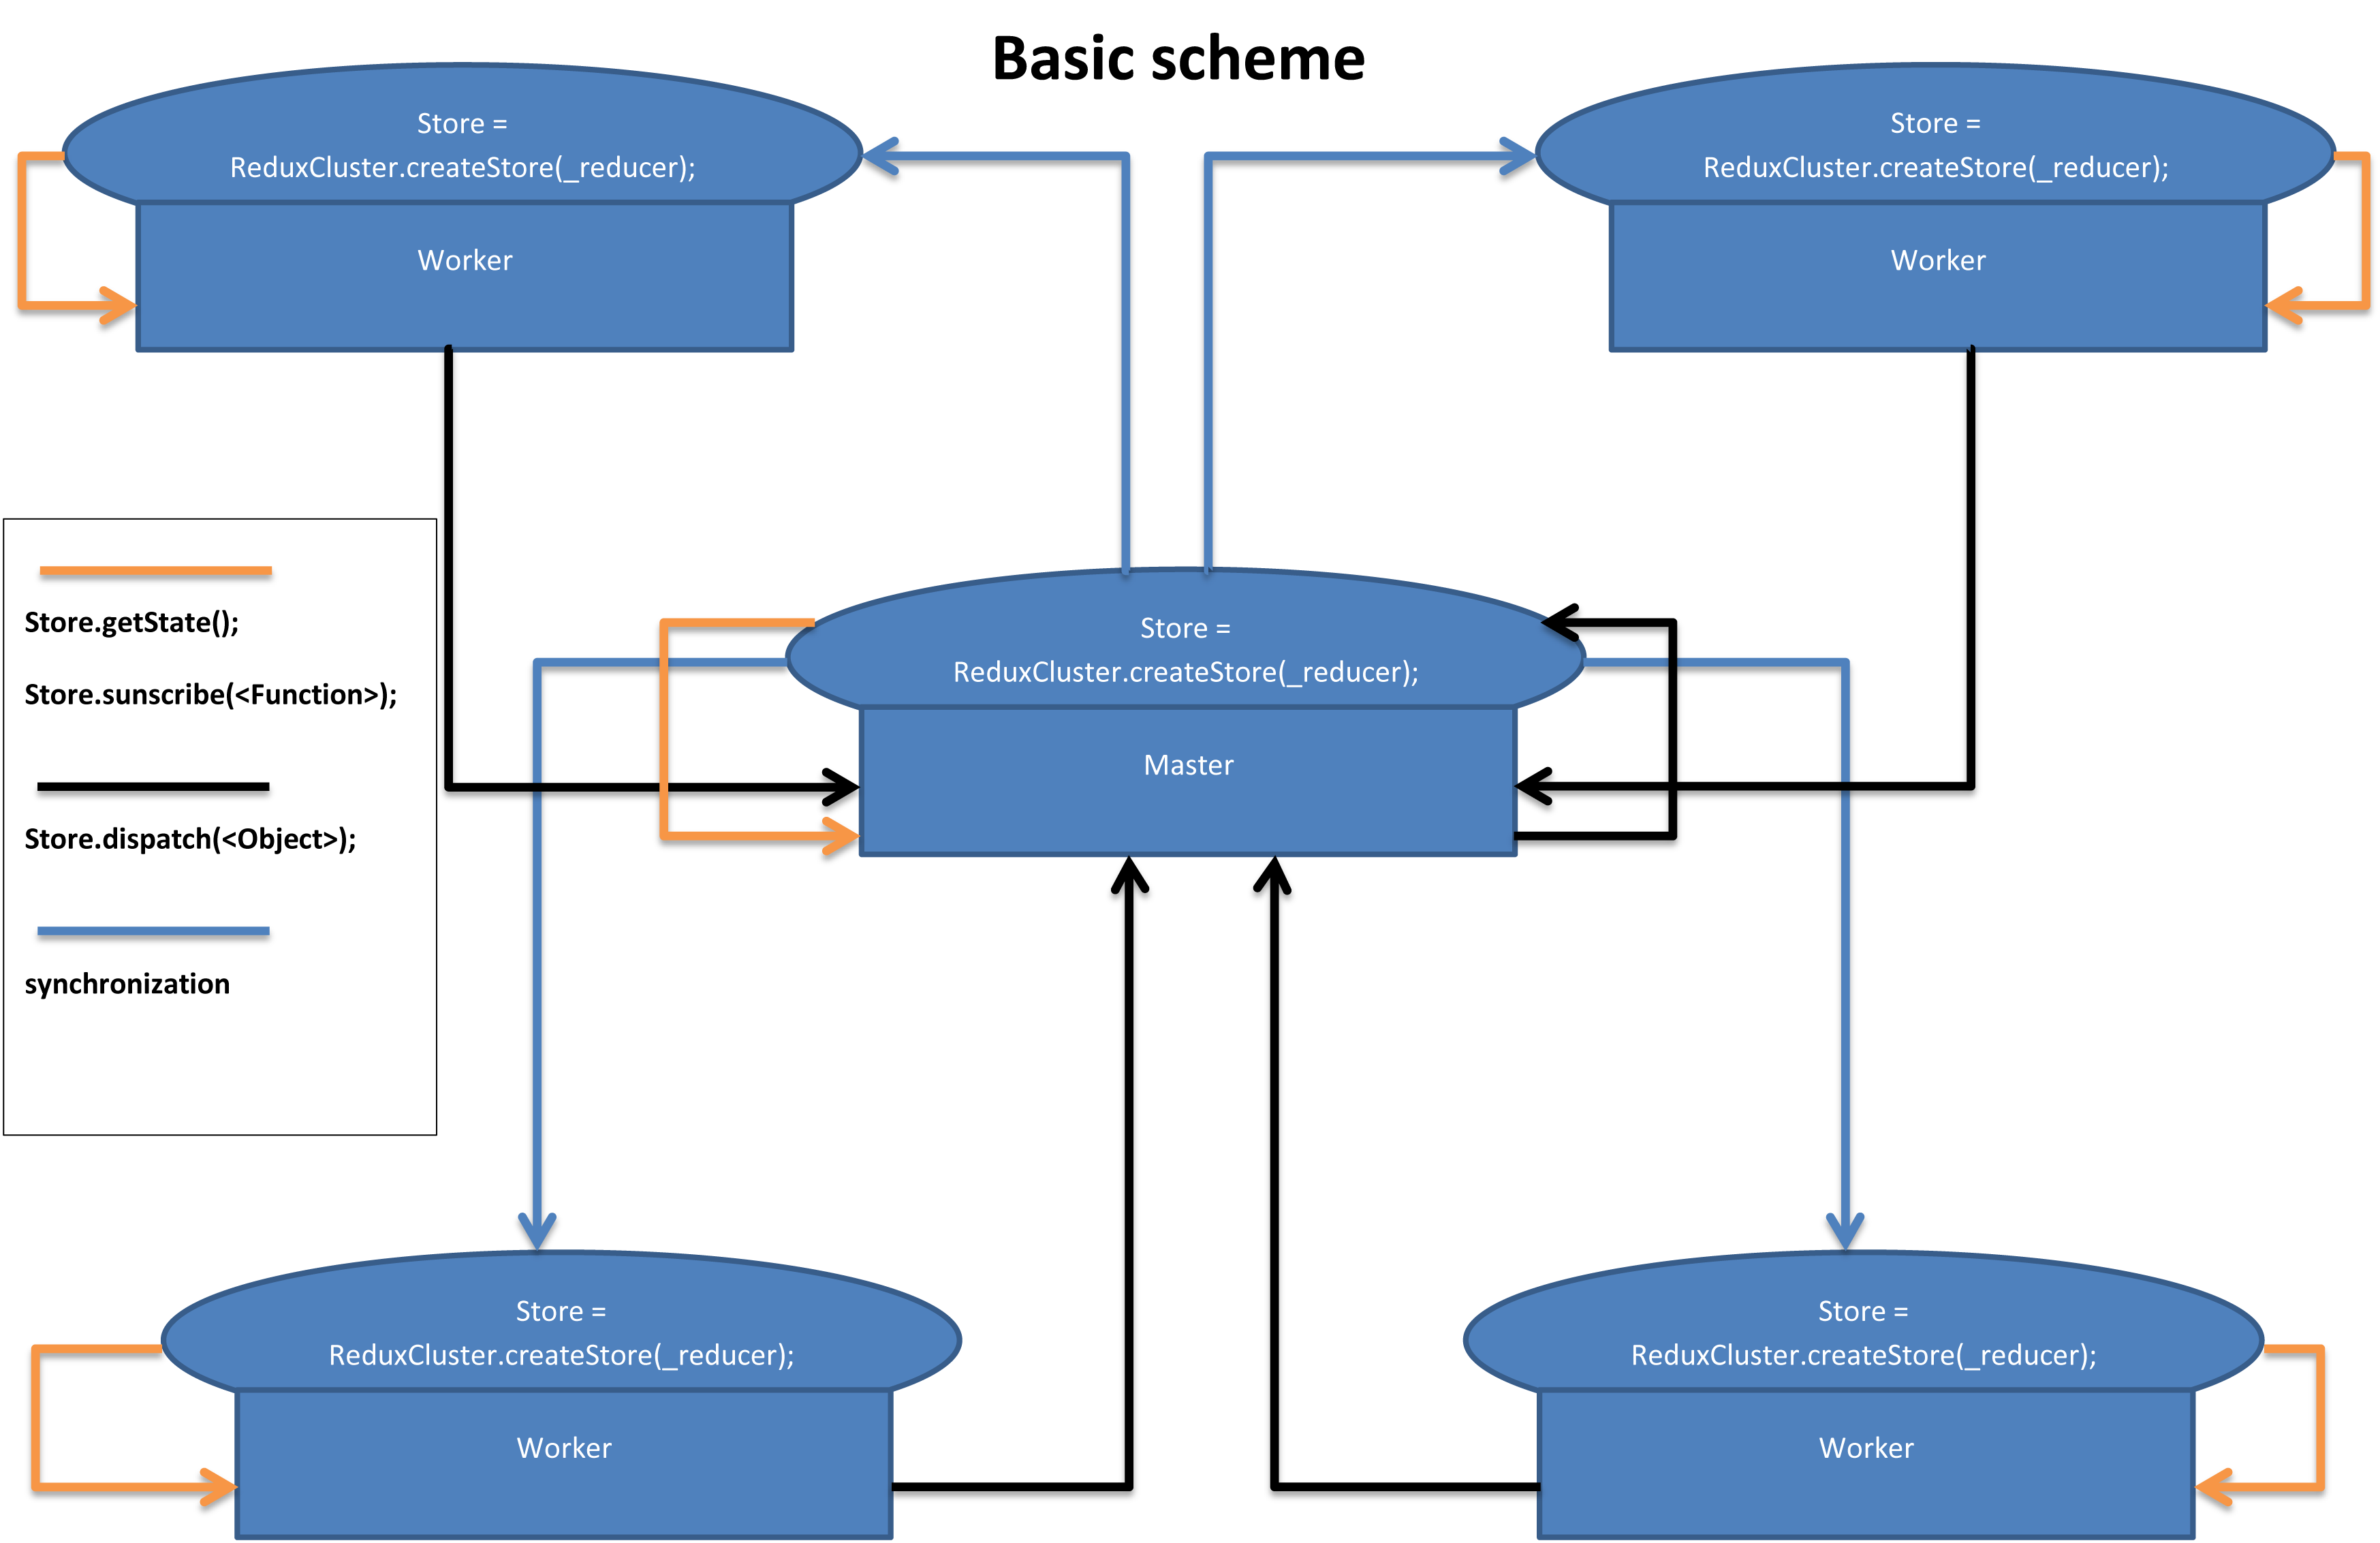 Basic scheme
Store =
ReduxCluster.createStore(_reducer);
Worker
Store =
ReduxCluster.createStore(_reducer);
Worker
Store.getState();
Store.sunscribe(<Function>);
Store.dispatch(<Object>);
synchronization
Store =
ReduxCluster.createStore(_reducer);
Master
Store =
ReduxCluster.createStore(_reducer);
Worker
Store =
ReduxCluster.createStore(_reducer);
Worker